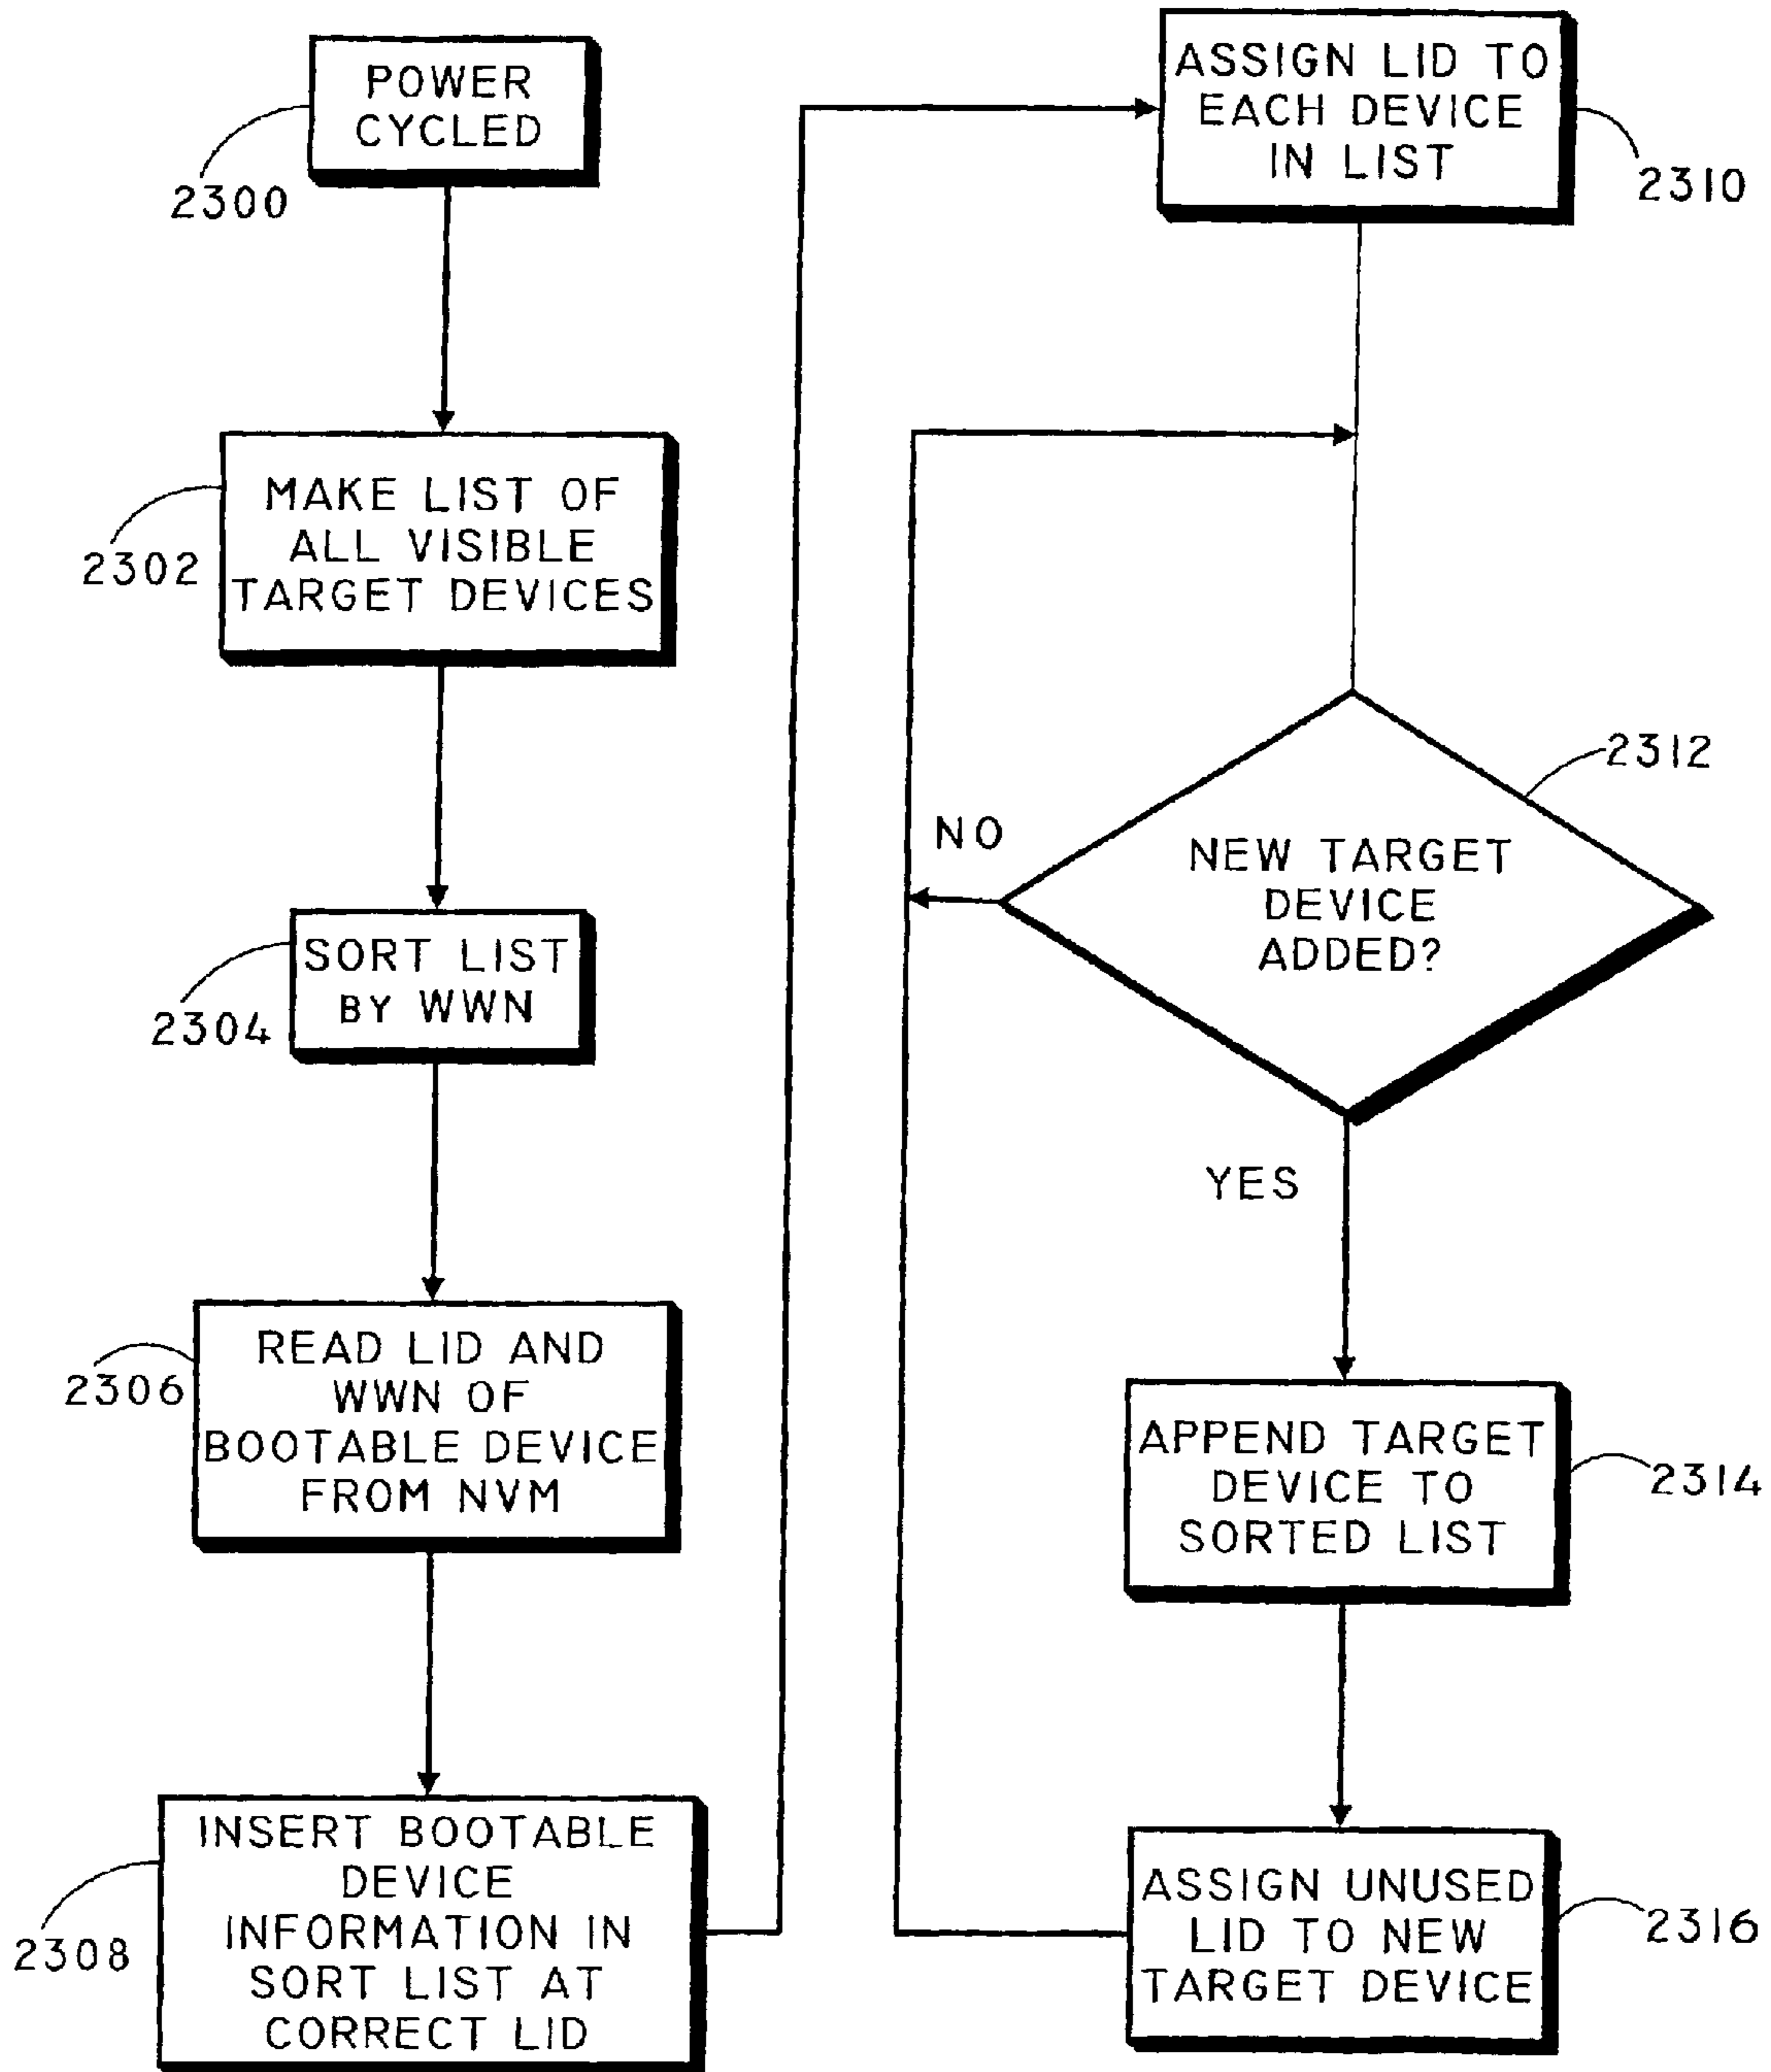 POWER
CYCLED
2300
MAKE LIST OF
ALL VISIBLE
TARGET DEVICES
2302
SORT LIST
BY WWN
2304
READ LID AND
WWN OF
BOOTABLE DEVICE
FROM NVM
2306
INSERT BOOTABLE
DEVICE
INFORMATION IN
SORT LIST AT
CORRECT LID
2308
ASSIGN LID TO
EACH DEVICE
IN LIST
2310
NEW TARGET
DEVICE
ADDED?
2312
NO
YES
APPEND TARGET
DEVICE TO
SORTED LIST
2314
ASSIGN UNUSED
LID TO NEW
TARGET DEVICE
2316